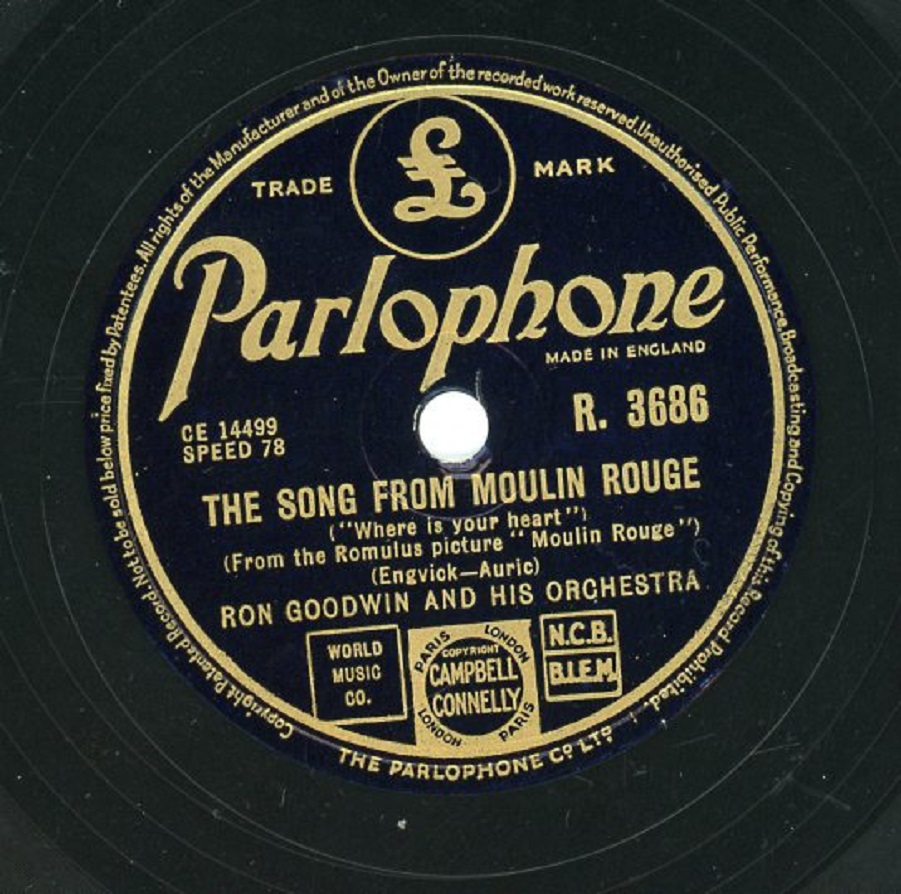 Copyright Patented Record. Not to be sold below price fixed by Patentees. All rights of the Manufacturer and of the Owner of the recorded work reserved. Unauthorised Public Performance, Broadcasting and Copying of this Record Prohibited.
£
TRADE MARK
Parlophone
MADE IN ENGLAND
R. 3686
CE 14499
SPEED 78
THE SONG FROM MOULIN ROUGE
("Where is your heart")
(From the Romulus picture "Moulin Rouge")
(Engvick—Auric)
RON GOODWIN AND HIS ORCHESTRA
WORLD
MUSIC
CO.
PARIS LONDON
COPYRIGHT
CAMPBELL
CONNELLY
LONDON PARIS
N.C.B.
B.I.E.M.
THE PARLOPHONE CO LTD